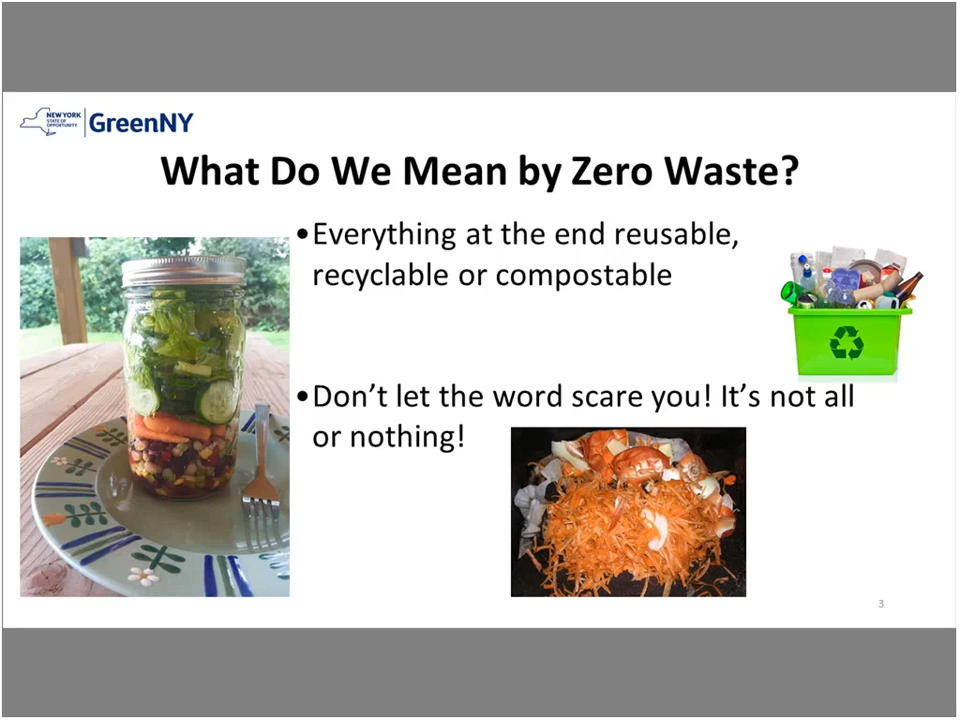 NEW YORK
STATE OF
OPPORTUNITY.
GreenNY
What Do We Mean by Zero Waste?
•Everything at the end reusable,
recyclable or compostable
•Don’t let the word scare you! It’s not all
or nothing!
3